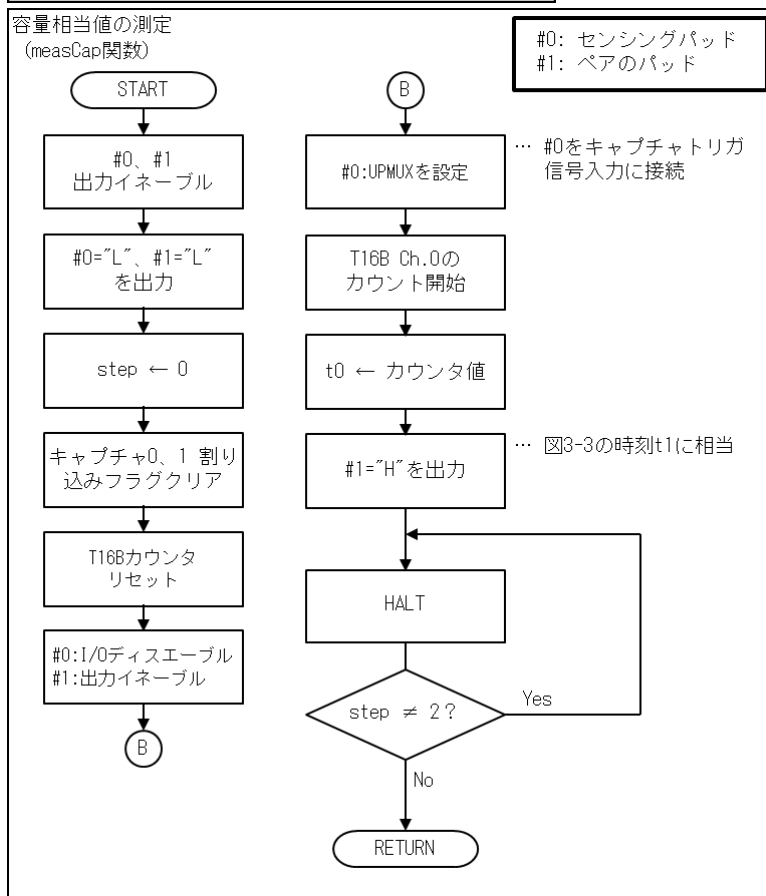 容量相当値の測定
(measCap関数)
#0: センシングパッド
#1: ペアのパッド
START
#0、#1
出力イネーブル
#0="L"、#1="L"
を出力
step ← 0
キャプチャ0、1 割り
込みフラグクリア
T16Bカウンタ
リセット
#0:I/Oディスエーブル
#1:出力イネーブル
B
B
#0:UPMUXを設定
… #0をキャプチャトリガ
信号入力に接続
T16B Ch.0の
カウント開始
t0 ← カウンタ値
#1="H"を出力
… 図3-3の時刻t1に相当
HALT
step ≠ 2?
Yes
No
RETURN